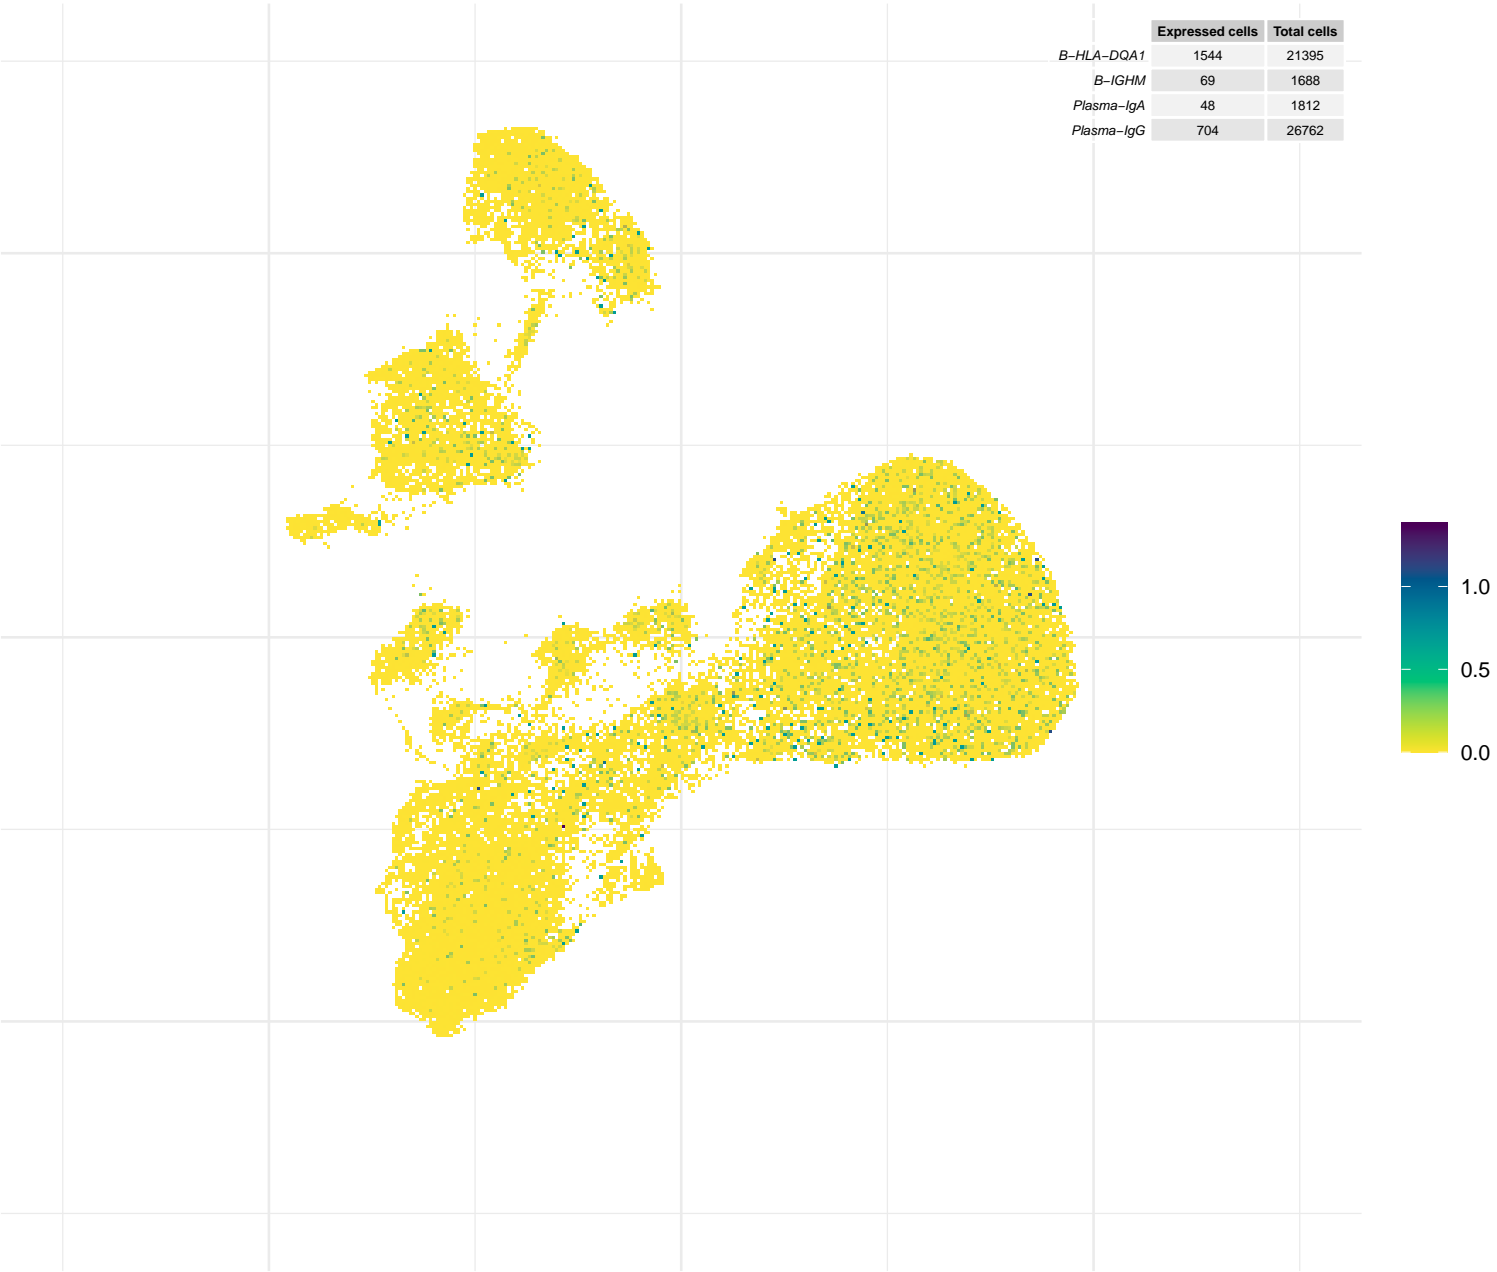 Expressed cells Total cells
B−HLA−DQA1 1544 21395
B−IGHM 69 1688
Plasma−IgA 48 1812
Plasma−IgG 704 26762
1.0
0.5
0.0